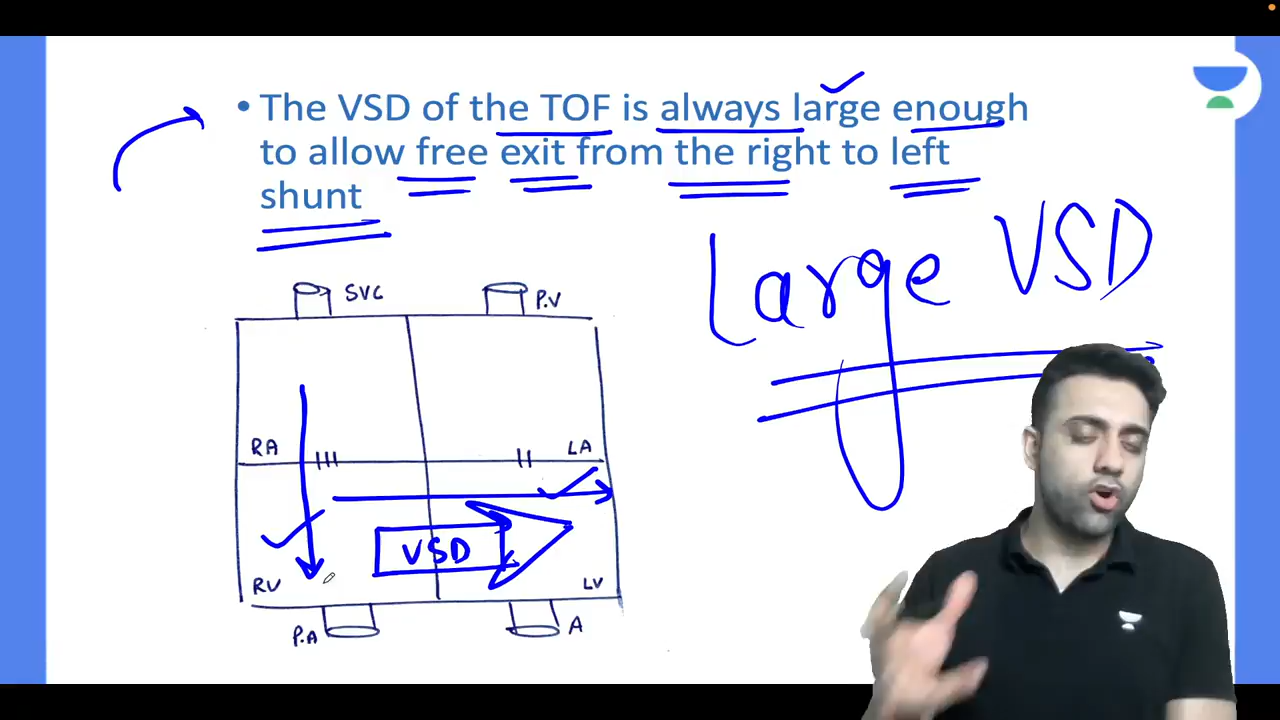 • The VSD of the TOF is always large enough
to allow free exit from the right to left
shunt
Large VSD
SVC
P.V
RA
LA
VSD
RV
LV
P.A
A